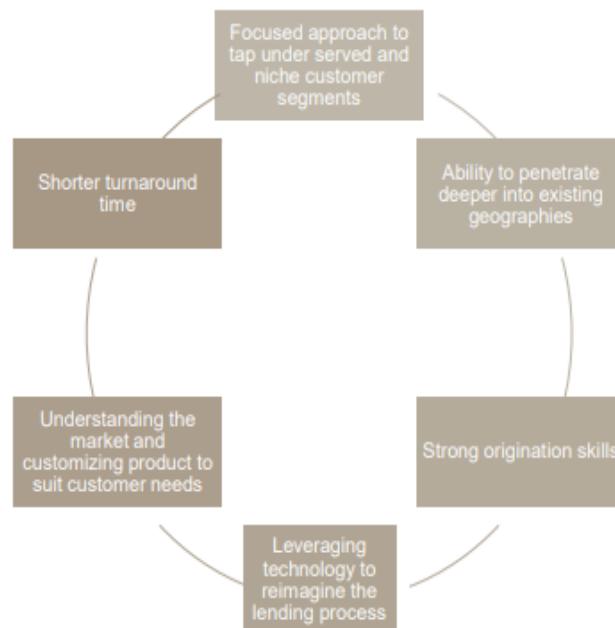 Focused approach to
tap under served and
niche customer
segments
Ability to penetrate
deeper into existing
geographies
Strong origination skills
Leveraging
technology to
reimagine the
lending process
Understanding the
market and
customizing product to
suit customer needs
Shorter turnaround
time